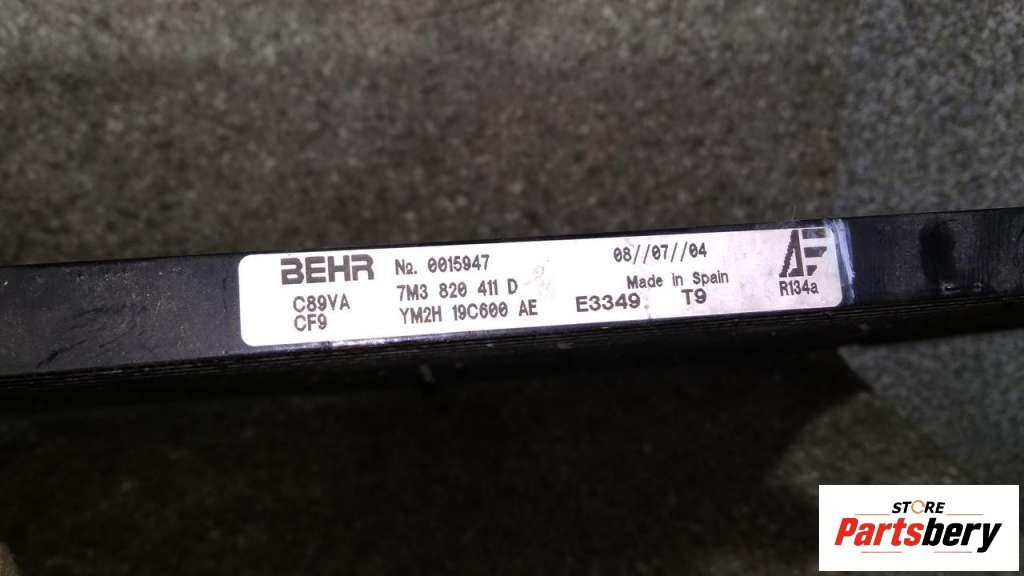 BEHR № 0015947 08//07//04
C89VA 7M3 820 411 D Made in Spain R134a
CF9 YM2H 19C600 AE E3349 T9
STORE
Partsbery